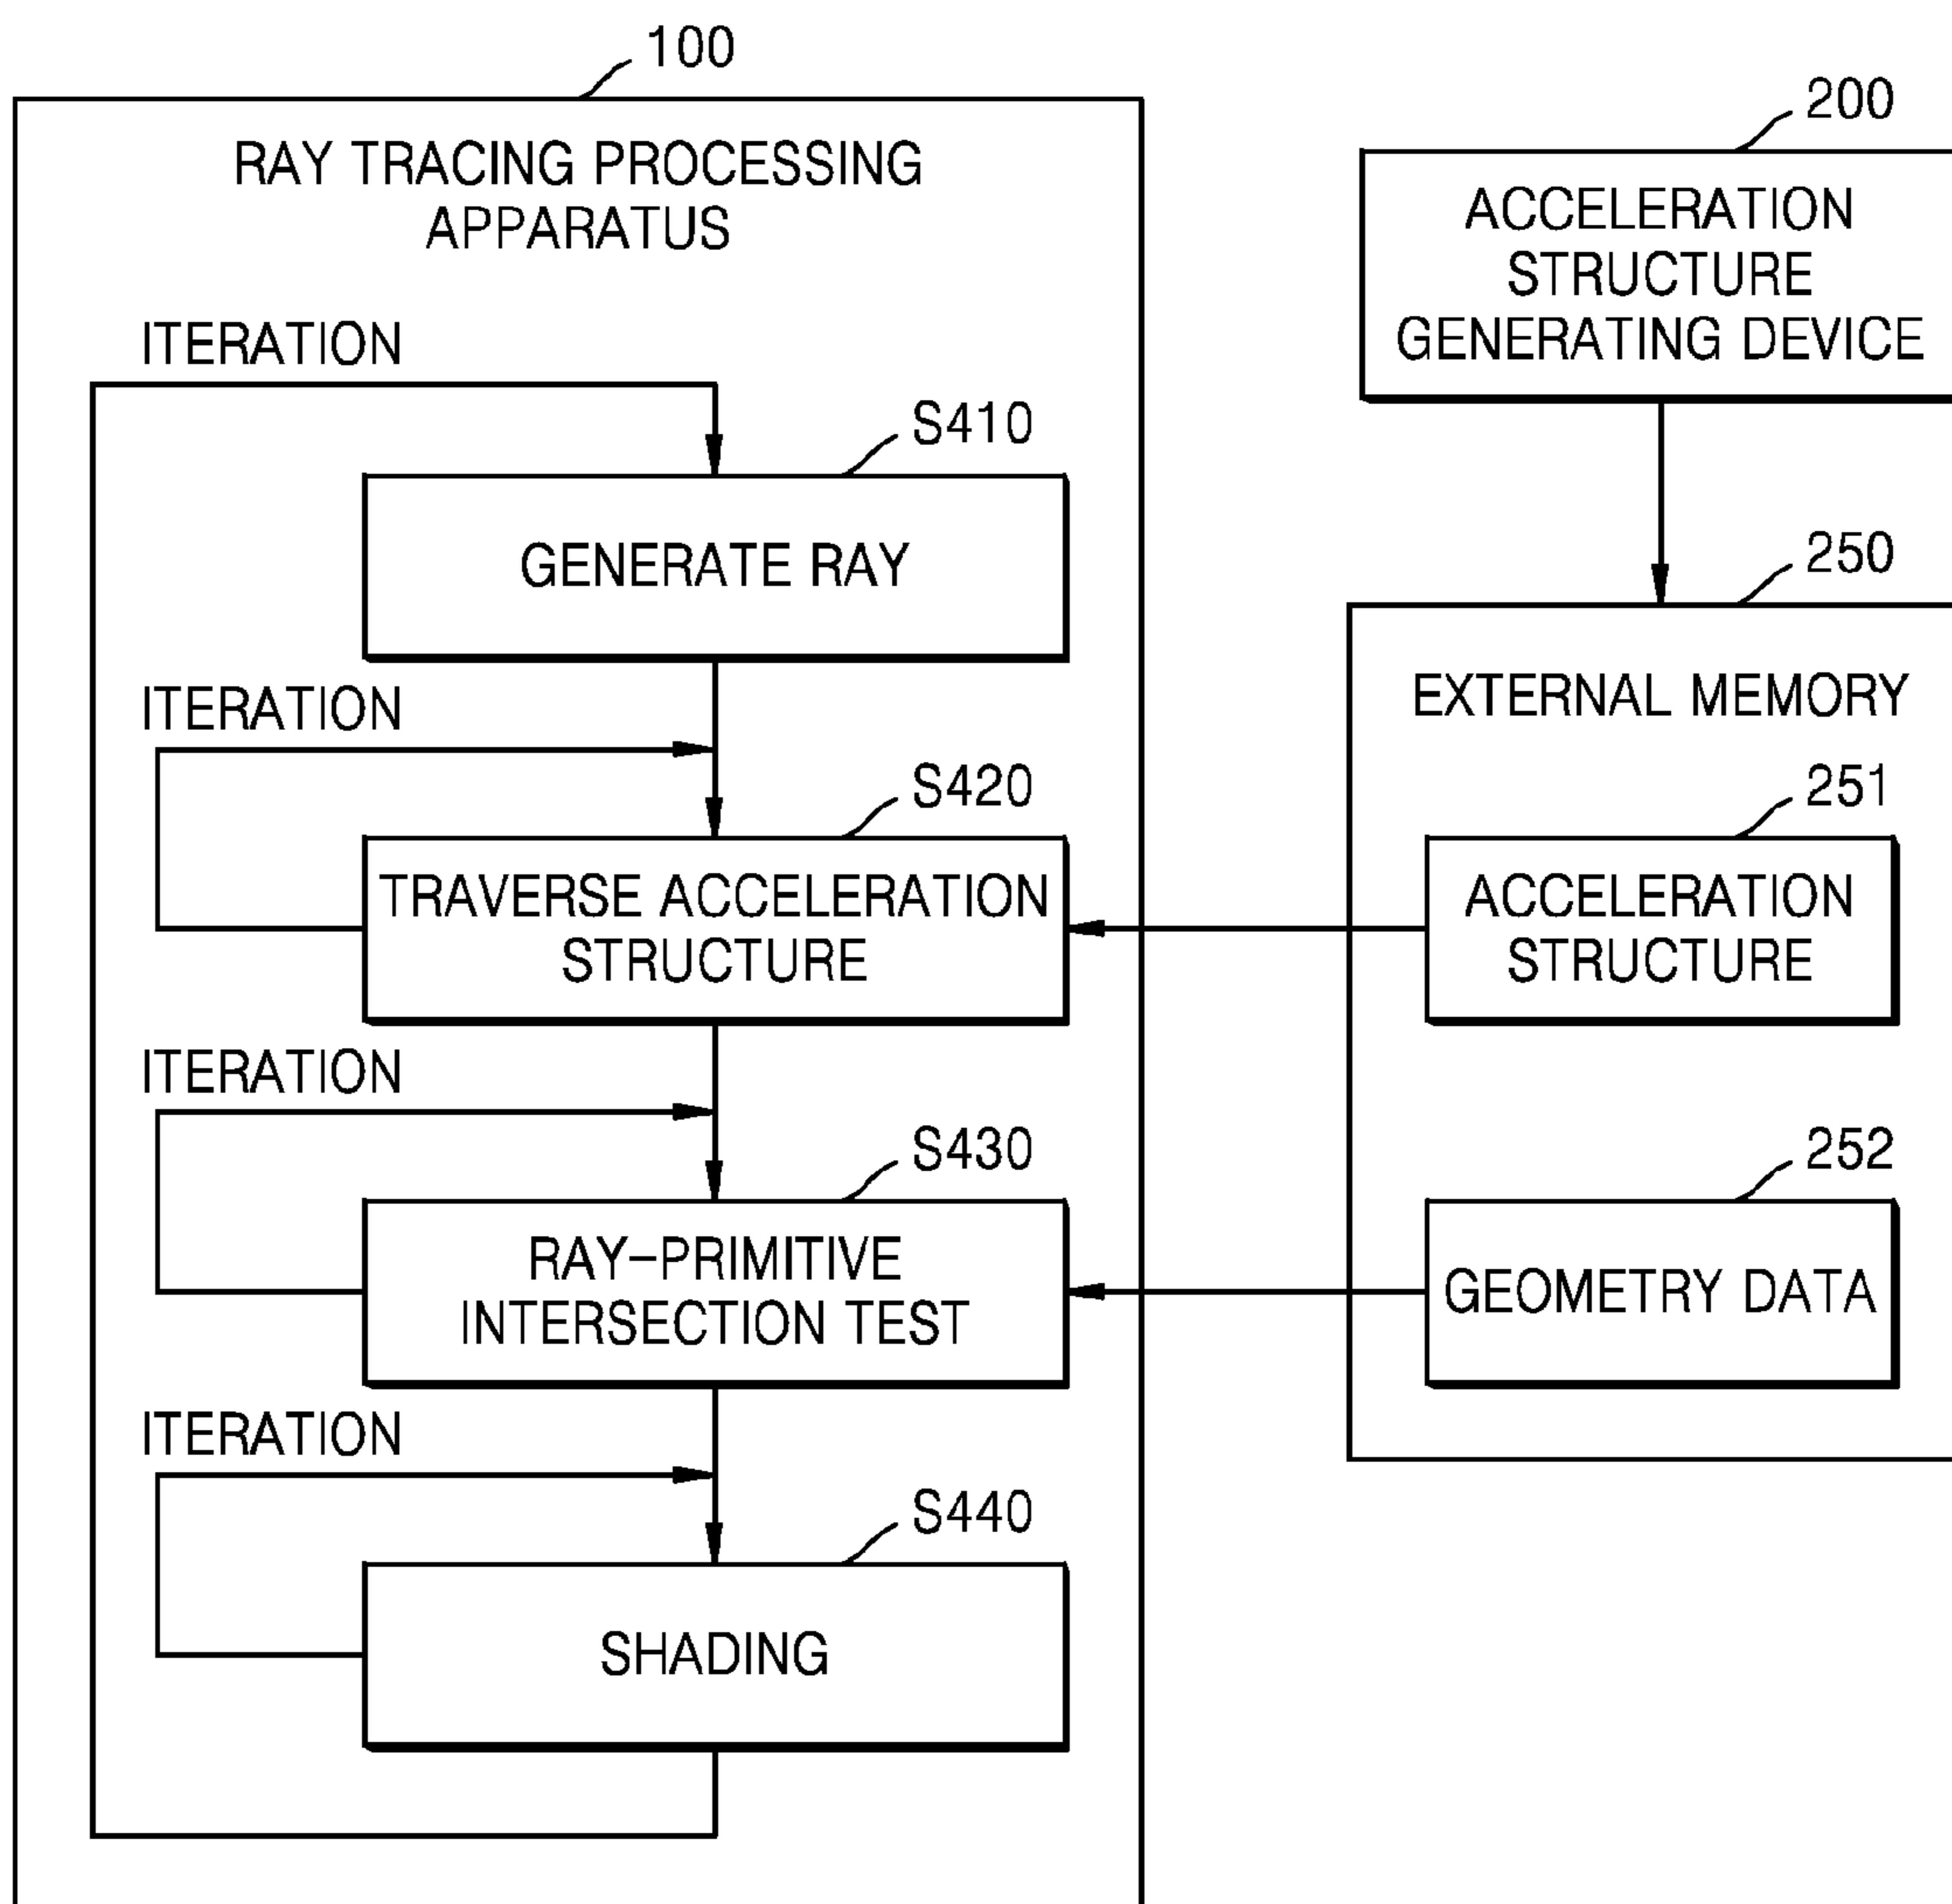 100
RAY TRACING PROCESSING
APPARATUS
ITERATION
S410
GENERATE RAY
ITERATION
S420
TRAVERSE ACCELERATION
STRUCTURE
ITERATION
S430
RAY-PRIMITIVE
INTERSECTION TEST
ITERATION
S440
SHADING
200
ACCELERATION
STRUCTURE
GENERATING DEVICE
250
EXTERNAL MEMORY
251
ACCELERATION
STRUCTURE
252
GEOMETRY DATA